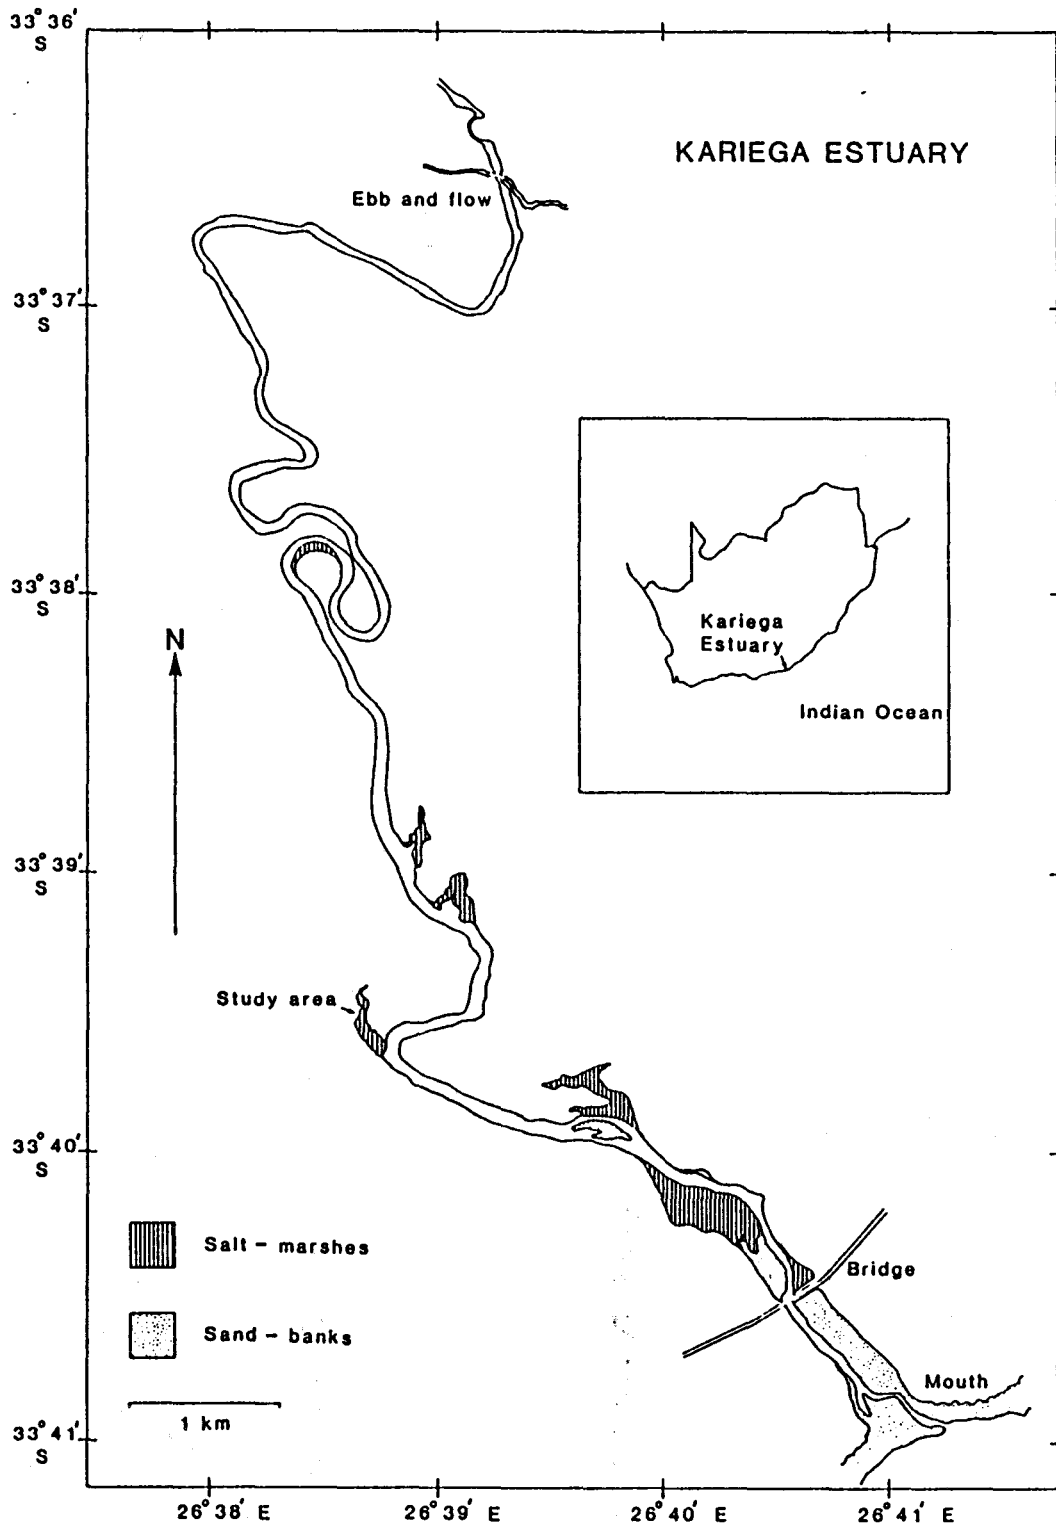 33° 36'
S
KARIEGA ESTUARY
Ebb and flow
33° 37'
S
33° 38'
S
Kariega
Estuary
N
Indian Ocean
33° 39'
S
Study area
33° 40'
S
Salt - marshes
Bridge
Sand - banks
Mouth
1 km
33° 41'
S
26° 38' E
26° 39' E
26° 40' E
26° 41' E